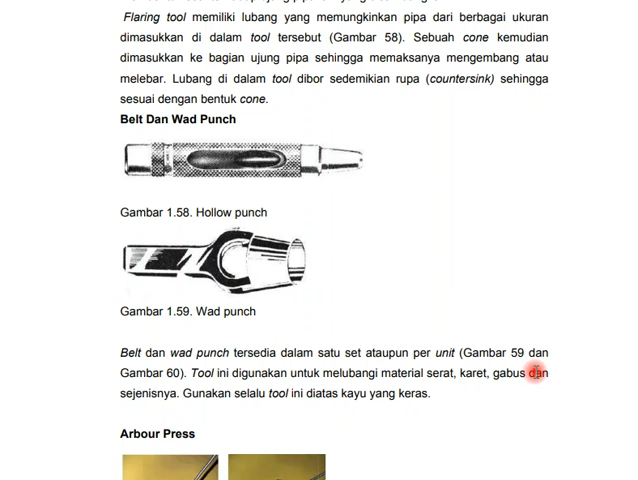 Flaring tool memiliki lubang yang memungkinkan pipa dari berbagai ukuran
dimasukkan di dalam tool tersebut (Gambar 58). Sebuah cone kemudian
dimasukkan ke bagian ujung pipa sehingga memaksanya mengembang atau
melebar. Lubang di dalam tool dibor sedemikian rupa (countersink) sehingga
sesuai dengan bentuk cone.
Belt Dan Wad Punch
Gambar 1.58. Hollow punch
Gambar 1.59. Wad punch
Belt dan wad punch tersedia dalam satu set ataupun per unit (Gambar 59 dan
Gambar 60). Tool ini digunakan untuk melubangi material serat, karet, gabus dan
sejenisnya. Gunakan selalu tool ini diatas kayu yang keras.
Arbour Press